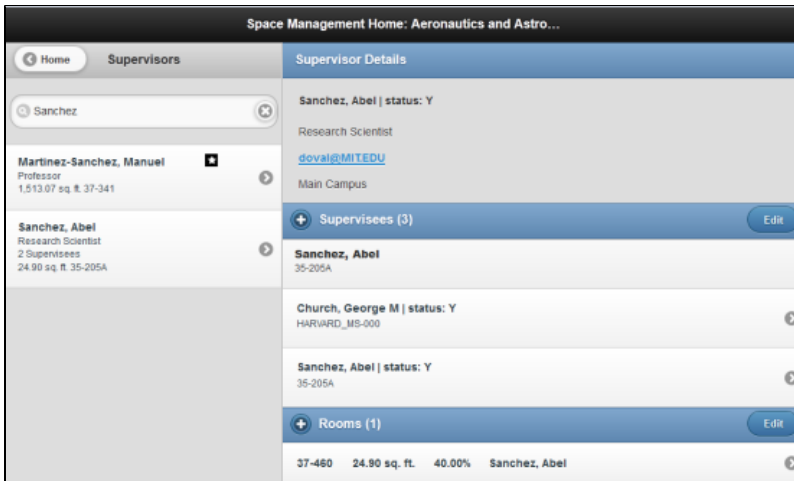 Space Management Home: Aeronautics and Astro...
Home
Supervisors
Sanchez
Martinez-Sanchez, Manuel
Professor
1,513.07 sq. ft. 37-341
Sanchez, Abel
Research Scientist
2 Supervisees
24.90 sq. ft. 35-205A
Supervisor Details
Sanchez, Abel | status: Y
Research Scientist
doval@MIT.EDU
Main Campus
Supervisees (3)
Edit
Sanchez, Abel
35-205A
Church, George M | status: Y
HARVARD_MS-000
Sanchez, Abel | status: Y
35-205A
Rooms (1)
Edit
37-460 24.90 sq. ft. 40.00% Sanchez, Abel